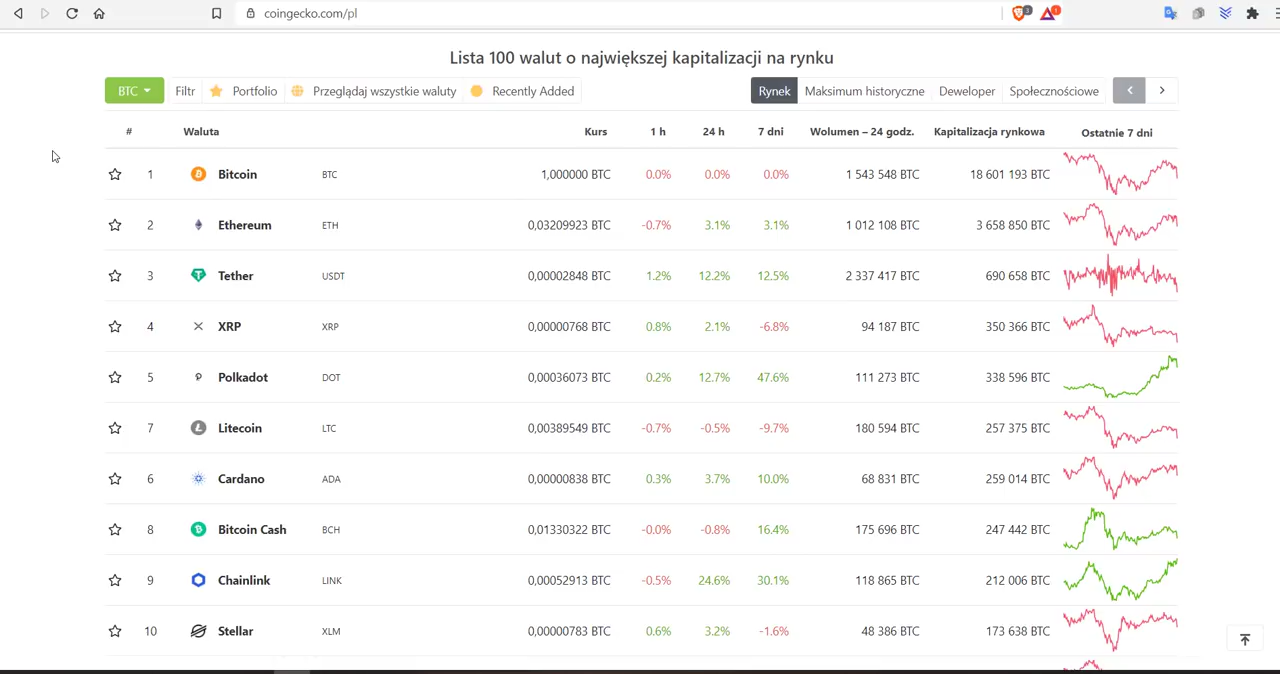 coingecko.com/pl
3
1
Lista 100 walut o największej kapitalizacji na rynku
BTC Filtr Portfolio Przeglądaj wszystkie waluty Recently Added Rynek Maksimum historyczne Deweloper Społecznościowe
# Waluta Kurs 1 h 24 h 7 dni Wolumen – 24 godz. Kapitalizacja rynkowa Ostatnie 7 dni
1 Bitcoin BTC 1,000000 BTC 0.0% 0.0% 0.0% 1 543 548 BTC 18 601 193 BTC
2 Ethereum ETH 0,03209923 BTC -0.7% 3.1% 3.1% 1 012 108 BTC 3 658 850 BTC
3 Tether USDT 0,00002848 BTC 1.2% 12.2% 12.5% 2 337 417 BTC 690 658 BTC
4 XRP XRP 0,00000768 BTC 0.8% 2.1% -6.8% 94 187 BTC 350 366 BTC
5 Polkadot DOT 0,00036073 BTC 0.2% 12.7% 47.6% 111 273 BTC 338 596 BTC
7 Litecoin LTC 0,00389549 BTC -0.7% -0.5% -9.7% 180 594 BTC 257 375 BTC
6 Cardano ADA 0,00000838 BTC 0.3% 3.7% 10.0% 68 831 BTC 259 014 BTC
8 Bitcoin Cash BCH 0,01330322 BTC -0.0% -0.8% 16.4% 175 696 BTC 247 442 BTC
9 Chainlink LINK 0,00052913 BTC -0.5% 24.6% 30.1% 118 865 BTC 212 006 BTC
10 Stellar XLM 0,00000783 BTC 0.6% 3.2% -1.6% 48 386 BTC 173 638 BTC